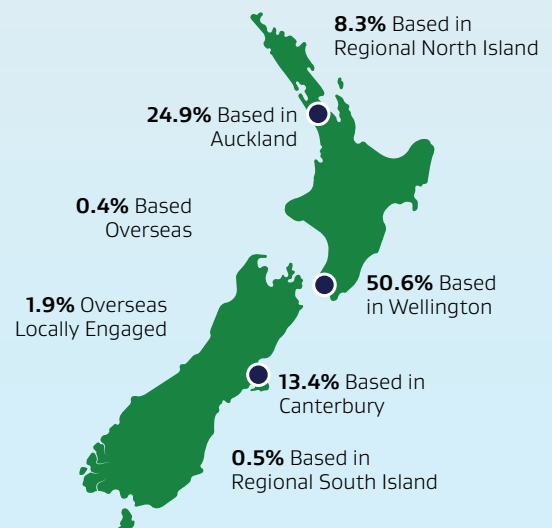 8.3% Based in
Regional North Island
24.9% Based in
Auckland
0.4% Based
Overseas
50.6% Based
in Wellington
1.9% Overseas
Locally Engaged
13.4% Based in
Canterbury
0.5% Based in
Regional South Island